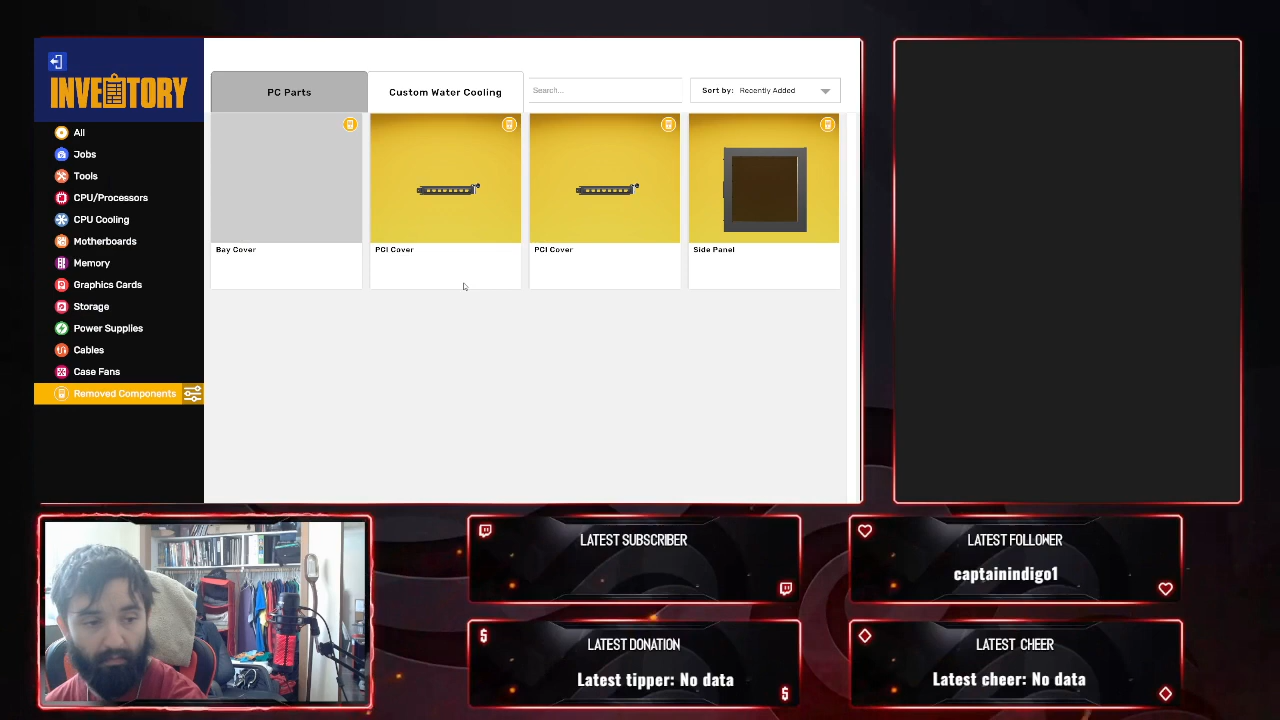 INVENTORY
All
Jobs
Tools
CPU/Processors
CPU Cooling
Motherboards
Memory
Graphics Cards
Storage
Power Supplies
Cables
Case Fans
Removed Components
PC Parts
Custom Water Cooling
Search...
Sort by: Recently Added
Bay Cover
PCI Cover
PCI Cover
Side Panel
LATEST SUBSCRIBER
LATEST FOLLOWER
captainindigo1
LATEST DONATION
Latest tipper: No data
LATEST CHEER
Latest cheer: No data